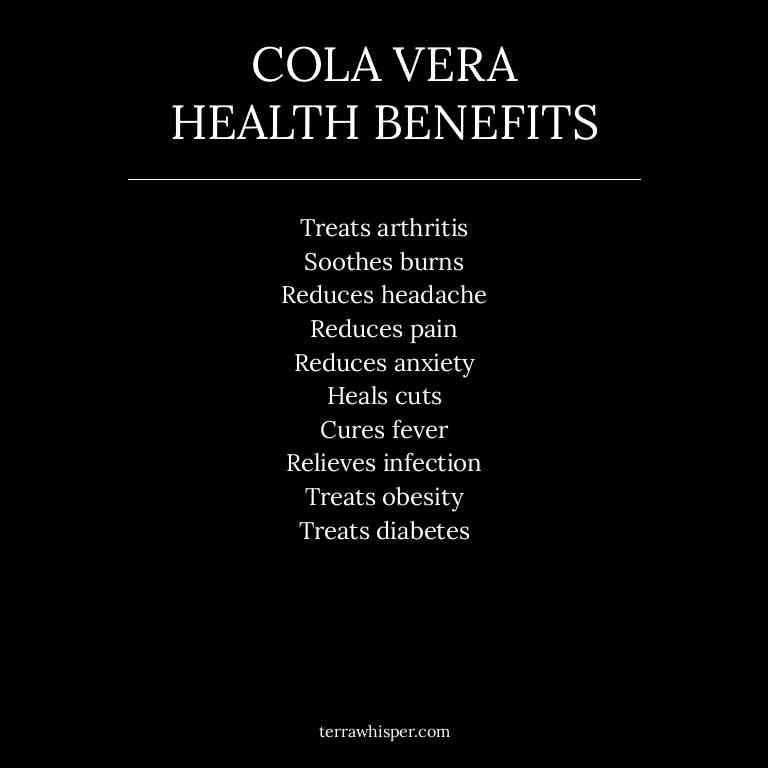 COLA VERA
HEALTH BENEFITS
Treats arthritis
Soothes burns
Reduces headache
Reduces pain
Reduces anxiety
Heals cuts
Cures fever
Relieves infection
Treats obesity
Treats diabetes
terrawhisper.com